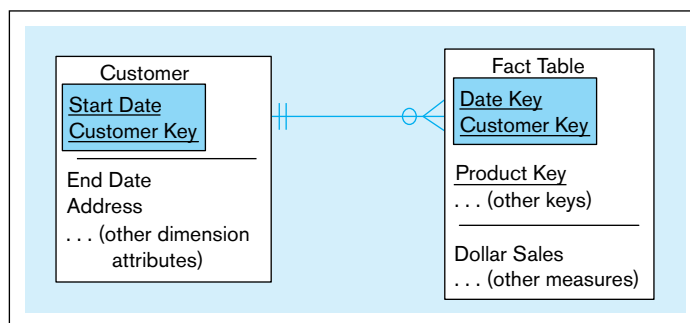 Customer
Start Date
Customer Key
End Date
Address
. . . (other dimension
attributes)
Fact Table
Date Key
Customer Key
Product Key
. . . (other keys)
Dollar Sales
. . . (other measures)